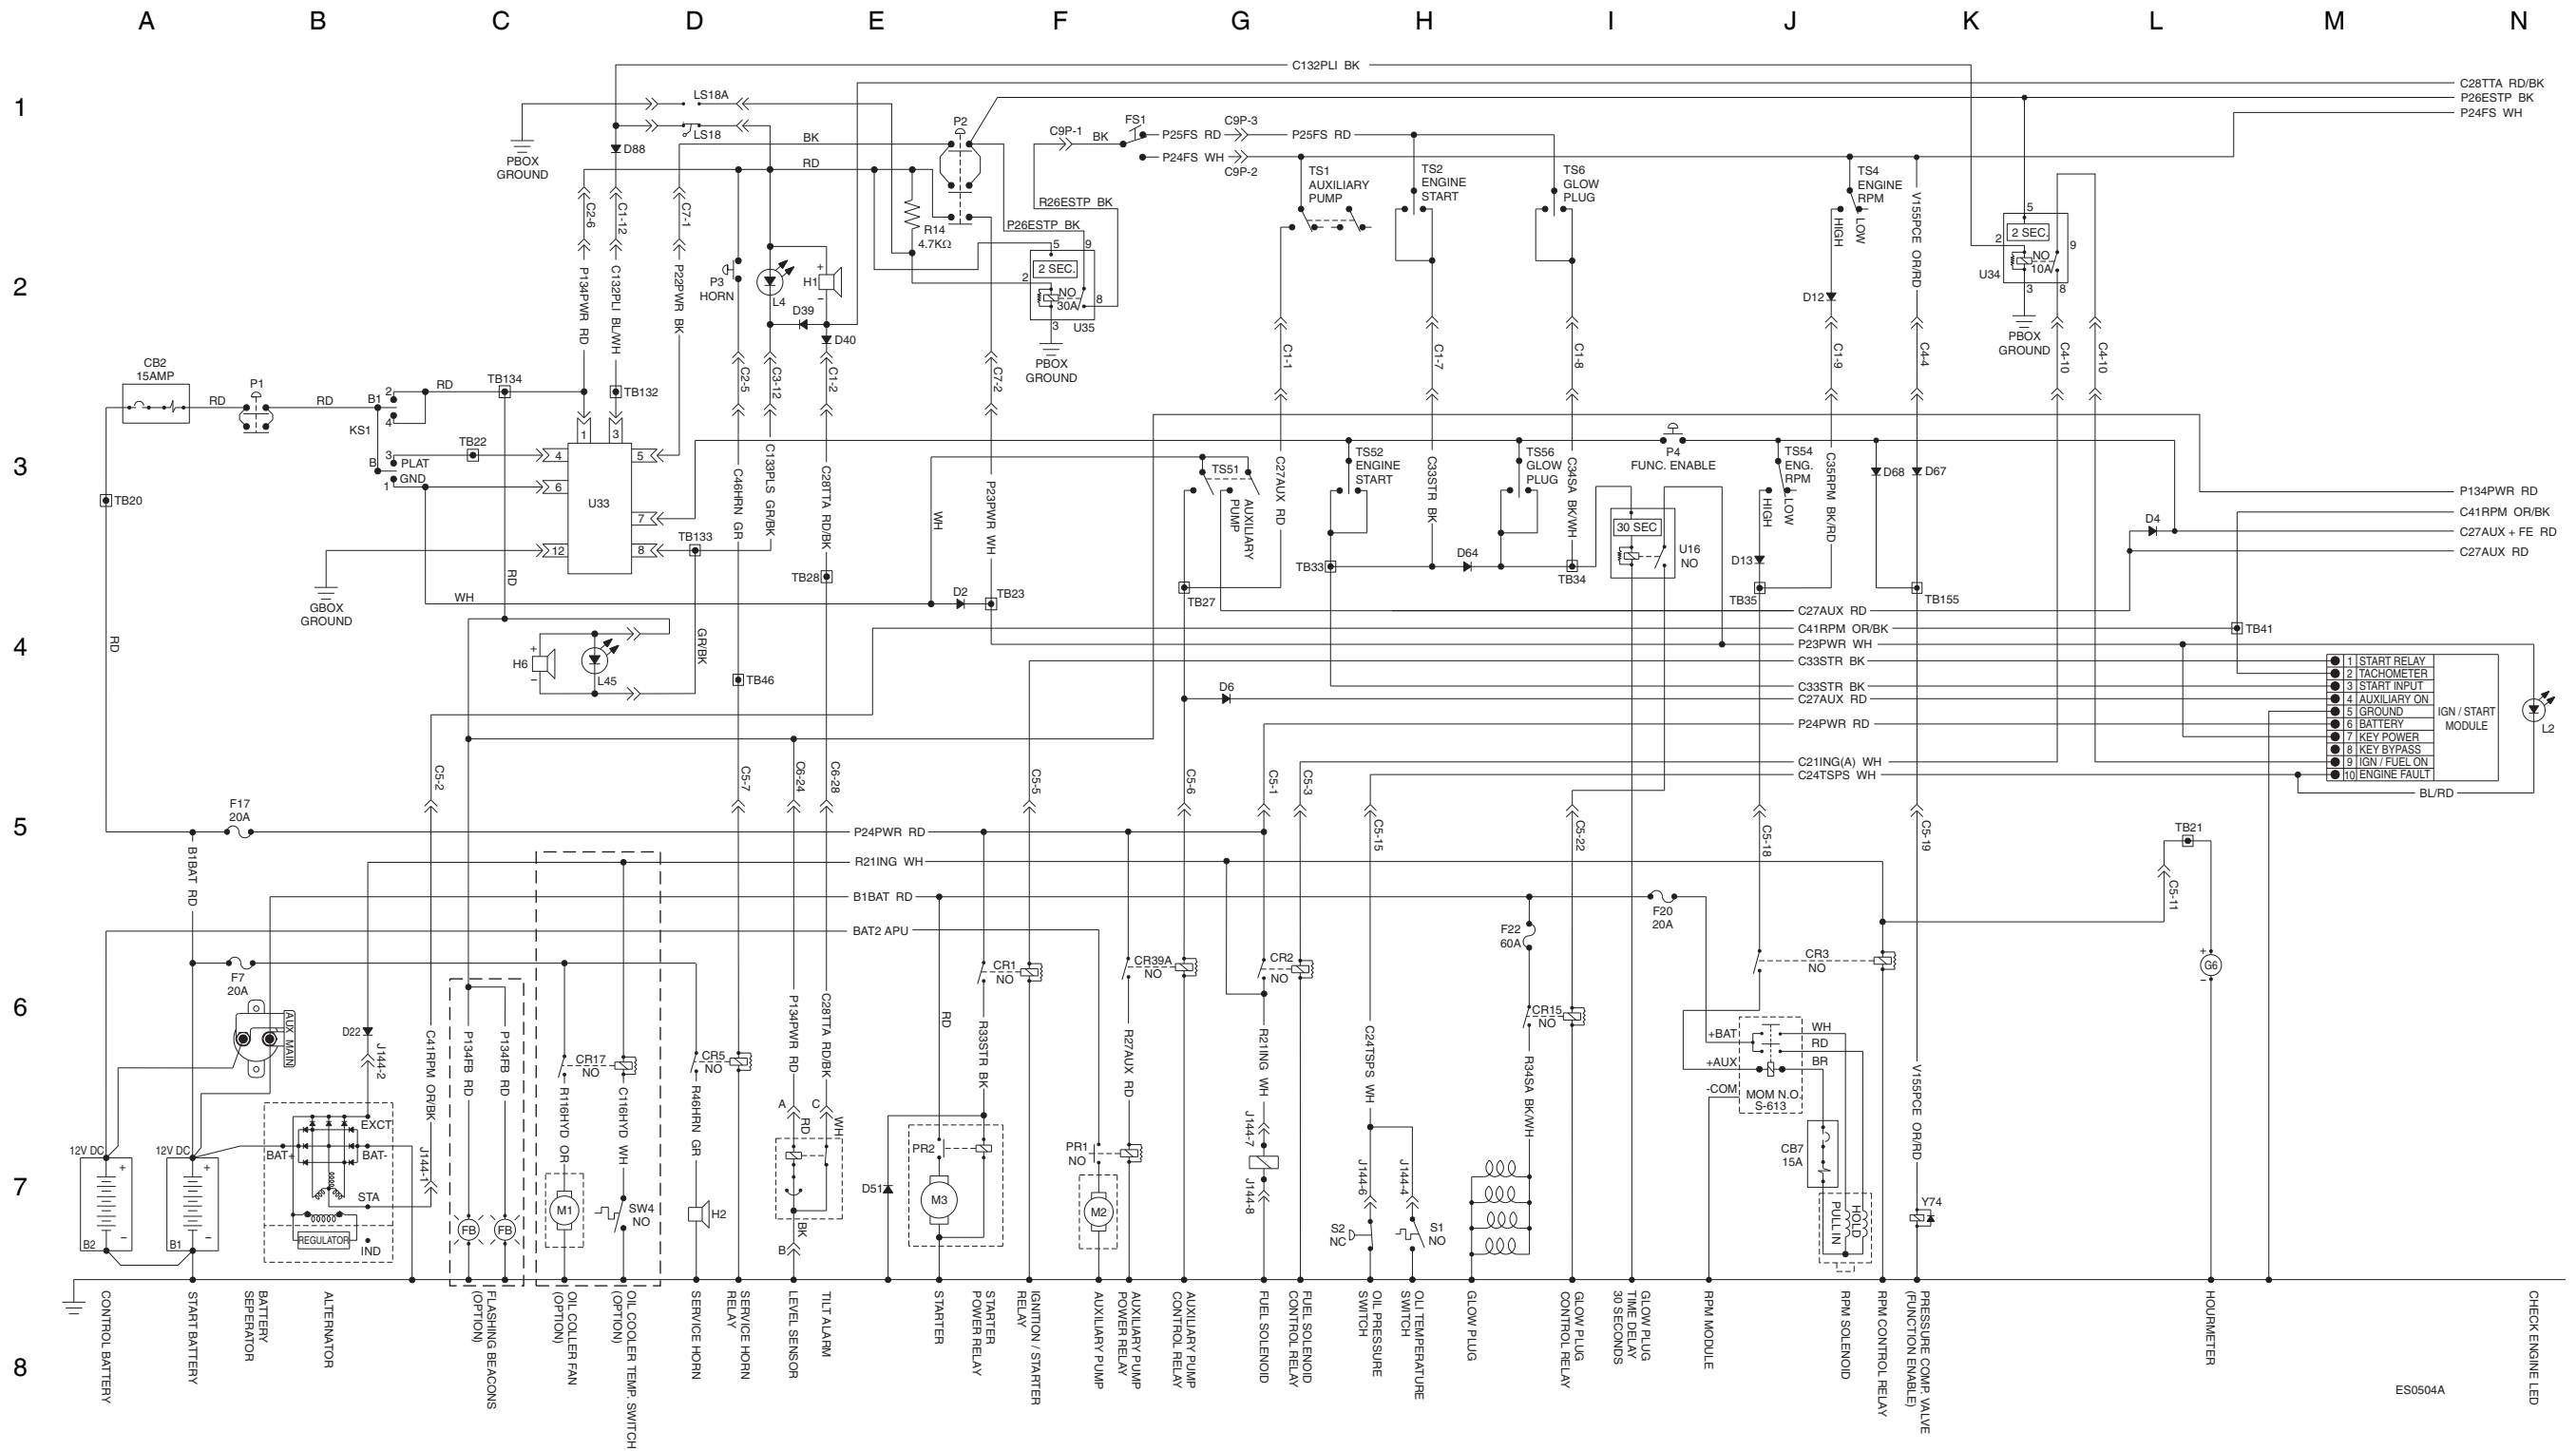 A B C D E F G H I J K L M N
1
2
3
4
5
6
7
8
C132PLI BK
C28TTA RD/BK
P26ESTP BK
P24FS WH
LS18A
LS18
PBOX
GROUND
D88
BK
RD
P2
C9P-1
BK
FS1
P25FS RD
C9P-3
P25FS RD
P24FS WH
C9P-2
TS1
AUXILIARY
PUMP
TS2
ENGINE
START
TS6
GLOW
PLUG
TS4
ENGINE
RPM
HIGH
LOW
V155PCE OR/RD
5
2 SEC.
2
9
NO
10A
U34
3
8
PBOX
GROUND
C2-6
C1-12
C7-1
R14
4.7KΩ
R26ESTP BK
P26ESTP BK
5
9
2 SEC.
2
NO
30A
8
3
U35
PBOX
GROUND
P134PWR RD
C132PLI BL/WH
P22PWR BK
P3
HORN
L4
+
H1
−
D39
D40
D12
CB2
15AMP
P1
RD
RD
B1
2
4
KS1
RD
TB134
TB132
C2-5
C3-12
C1-2
C7-2
C1-1
C1-7
C1-8
C1-9
C4-4
C4-10
C4-10
TB22
B
3
PLAT
GND
1
1
3
4
5
6
7
12
8
U33
TB20
TB133
C46HRN GR
C133PLS GR/BK
C28TTA RD/BK
WH
P23PWR WH
TS51
AUXILIARY
PUMP
C27AUX RD
TS52
ENGINE
START
C33STR BK
TS56
GLOW
PLUG
C34SA BK/WH
P4
FUNC. ENABLE
30 SEC
U16
NO
TS54
ENG.
RPM
HIGH
LOW
C35RPM BK/RD
D68
D67
D13
D4
P134PWR RD
C41RPM OR/BK
C27AUX + FE RD
C27AUX RD
GBOX
GROUND
RD
WH
TB28
D2
TB23
TB27
TB33
D64
TB34
TB35
TB155
RD
H6
+
−
L45
GR/BK
TB46
D6
C27AUX RD
C41RPM OR/BK
TB41
P23PWR WH
C33STR BK
C33STR BK
C27AUX RD
P24PWR RD
C21ING(A) WH
C24TSPS WH
1 START RELAY
2 TACHOMETER
3 START INPUT
4 AUXILIARY ON
5 GROUND
6 BATTERY
7 KEY POWER
8 KEY BYPASS
9 IGN / FUEL ON
10 ENGINE FAULT
IGN / START
MODULE
L2
BL/RD
C5-2
C5-7
C6-24
C6-28
C5-5
C5-6
C5-1
C5-3
C5-15
C5-22
C5-18
C5-19
F17
20A
P24PWR RD
B1BAT RD
R21ING WH
B1BAT RD
BAT2 APU
TB21
C5-11
F20
20A
F22
60A
F7
20A
AUX
MAIN
D22
J144-2
C41RPM OR/BK
P134FB RD
P134FB RD
CR17
NO
R116HYD OR
C116HYD WH
CR5
NO
R46HRN GR
P134PWR RD
C28TTA RD/BK
RD
CR1
NO
R33STR BK
CR39A
NO
R27AUX RD
CR2
NO
R21ING WH
C24TSPS WH
CR15
NO
R34SA BK/WH
CR3
NO
+BAT
+AUX
-COM
WH
RD
BR
MOM N.O.
S-613
CB7
15A
V155PCE OR/RD
+
G6
−
12V DC
+
−
B2
12V DC
+
−
B1
EXCT
BAT+
BAT-
STA
REGULATOR
IND
J144-1
FB
FB
M1
SW4
NO
H2
A
C
RD
WH
BK
B
D51
PR2
M3
PR1
NO
M2
J144-7
J144-8
J144-6
J144-4
S2
NC
S1
NO
PULL IN
HOLD
Y74
CONTROL BATTERY
START BATTERY
BATTERY
SEPERATOR
ALTERNATOR
FLASHING BEACONS
(OPTION)
OIL COLLER FAN
(OPTION)
OIL COOLER TEMP. SWITCH
(OPTION)
SERVICE HORN
SERVICE HORN
RELAY
LEVEL SENSOR
TILT ALARM
STARTER
STARTER
POWER RELAY
IGNITION / STARTER
RELAY
AUXILIARY PUMP
AUXILIARY PUMP
POWER RELAY
AUXILIARY PUMP
CONTROL RELAY
FUEL SOLENOID
FUEL SOLENOID
CONTROL RELAY
OIL PRESSURE
SWITCH
OLI TEMPERATURE
SWITCH
GLOW PLUG
GLOW PLUG
CONTROL RELAY
GLOW PLUG
TIME DELAY
30 SECONDS
RPM MODULE
RPM SOLENOID
RPM CONTROL RELAY
PRESSURE COMP. VALVE
(FUNCTION ENABLE)
HOURMETER
CHECK ENGINE LED
ES0504A